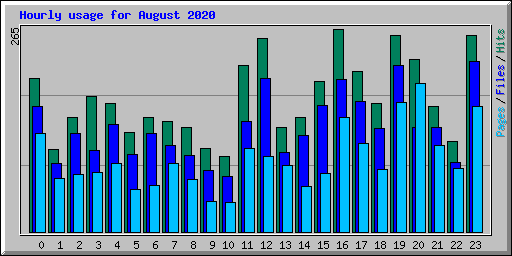 Hourly usage for August 2020
265
Pages / Files / Hits
0 1 2 3 4 5 6 7 8 9 10 11 12 13 14 15 16 17 18 19 20 21 22 23